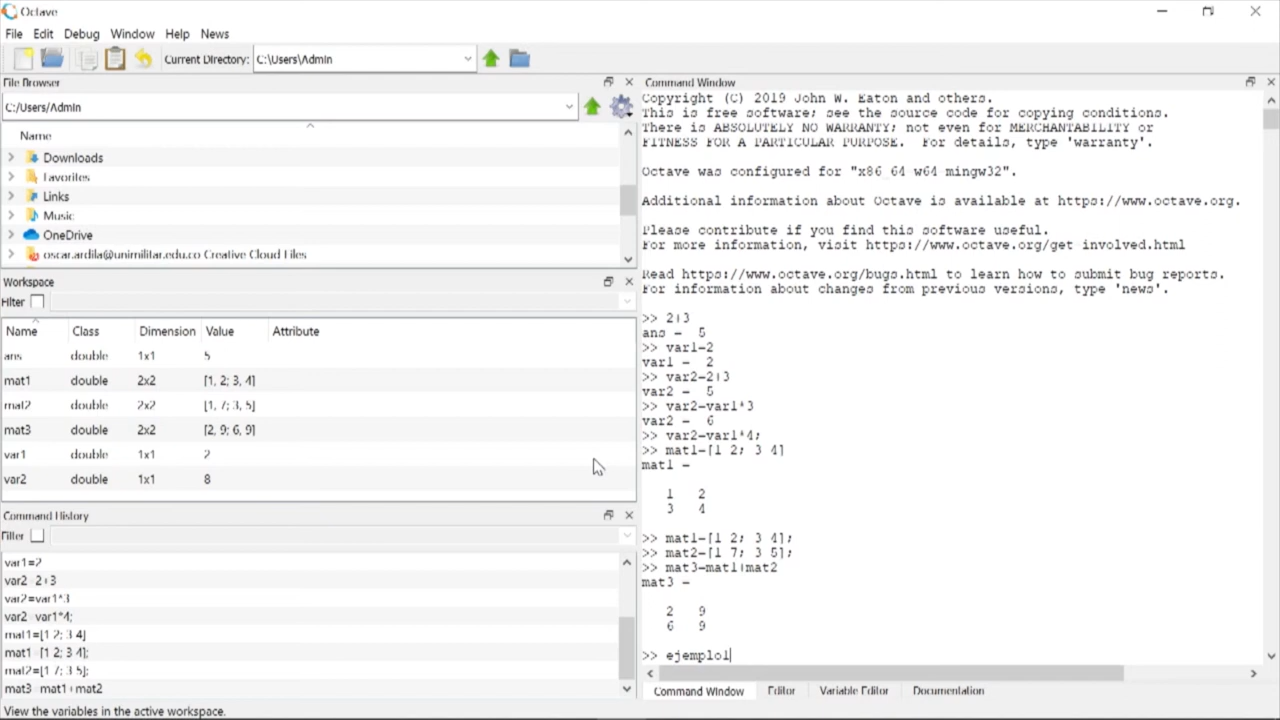 Octave
File Edit Debug Window Help News
Current Directory: C:\Users\Admin
File Browser
C:/Users/Admin
Name
Downloads
Favorites
Links
Music
OneDrive
oscar.ardila@unimilitar.edu.co Creative Cloud Files
Workspace
Filter
Name Class Dimension Value Attribute
ans double 1x1 5
mat1 double 2x2 [1, 2; 3, 4]
mat2 double 2x2 [1, 7; 3, 5]
mat3 double 2x2 [2, 9; 6, 9]
var1 double 1x1 2
var2 double 1x1 8
Command History
Filter
var1=2
var2=2+3
var2=var1*3
var2=var1*4;
mat1=[1 2; 3 4]
mat1=[1 2; 3 4];
mat2=[1 7; 3 5];
mat3=mat1+mat2
View the variables in the active workspace.
Command Window
Copyright (C) 2019 John W. Eaton and others.
This is free software; see the source code for copying conditions.
There is ABSOLUTELY NO WARRANTY; not even for MERCHANTABILITY or
FITNESS FOR A PARTICULAR PURPOSE.  For details, type 'warranty'.
Octave was configured for "x86_64-w64-mingw32".
Additional information about Octave is available at https://www.octave.org.
Please contribute if you find this software useful.
For more information, visit https://www.octave.org/get-involved.html
Read https://www.octave.org/bugs.html to learn how to submit bug reports.
For information about changes from previous versions, type 'news'.
>> 2+3
ans =  5
>> var1=2
var1 =  2
>> var2=2+3
var2 =  5
>> var2=var1*3
var2 =  6
>> var2=var1*4;
>> mat1=[1 2; 3 4]
mat1 =
1 2
3 4
>> mat1=[1 2; 3 4];
>> mat2=[1 7; 3 5];
>> mat3=mat1+mat2
mat3 =
2 9
6 9
>> ejemplo1
Command Window Editor Variable Editor Documentation